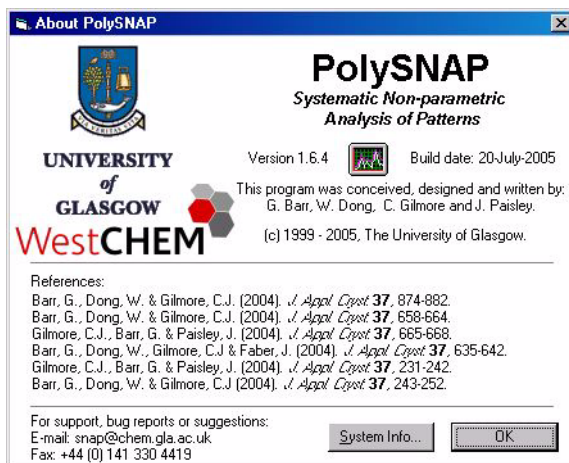 About PolySNAP
PolySNAP
Systematic Non-parametric
Analysis of Patterns
VIA VERITAS VITA
UNIVERSITY
of
GLASGOW
WestCHEM
Version 1.6.4
Build date: 20-July-2005
This program was conceived, designed and written by:
G. Barr, W. Dong, C. Gilmore and J. Paisley.
(c) 1999 - 2005, The University of Glasgow.
References:
Barr, G., Dong, W. & Gilmore, C.J. (2004). J. Appl Cryst 37, 874-882.
Barr, G., Dong, W. & Gilmore, C.J. (2004). J. Appl Cryst 37, 658-664.
Gilmore, C.J., Barr, G. & Paisley, J. (2004). J. Appl Cryst 37, 665-668.
Barr, G., Dong, W., Gilmore, C.J & Faber, J. (2004). J. Appl Cryst 37, 635-642.
Gilmore, C.J., Barr, G. & Paisley, J. (2004). J. Appl Cryst 37, 231-242.
Barr, G., Dong, W. & Gilmore, C.J (2004). J. Appl Cryst 37, 243-252.
For support, bug reports or suggestions:
E-mail: snap@chem.gla.ac.uk
Fax: +44 (0) 141 330 4419
System Info...
OK